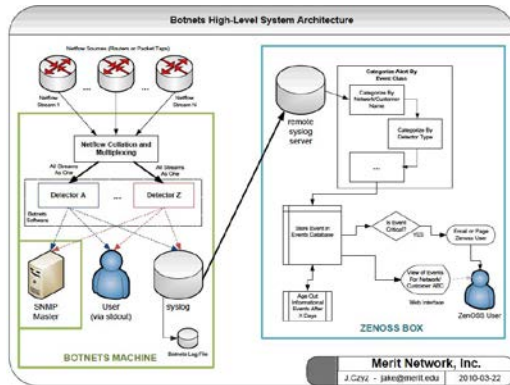 Botnets High-Level System Architecture
Netflow Sources (Routers or Packet Taps)
... ...
Netflow
Stream 1
Netflow
Stream N
Netflow Collation and
Multiplexing
All Streams
As One
All Streams
As One
Detector A
...
Detector Z
Botnets
Software
SNMP
Master
User
(via stdout)
syslog
Botnets Log File
BOTNETS MACHINE
remote
syslog
server
Categorize Alert By
Event Class
Categorize By
Network/Customer
Name
Categorize By
Detector Type
...
Store Event in
Events Database
Is Event
Critical?
YES
Email or Page
Zenoss User
View of Events
For Network/
Customer ABC
Web Interface
ZenOSS User
Age Out
Informational
Events After
Days
ZENOSS BOX
Merit Network, Inc.
J.Czyz - jake@merit.edu 2010-03-22